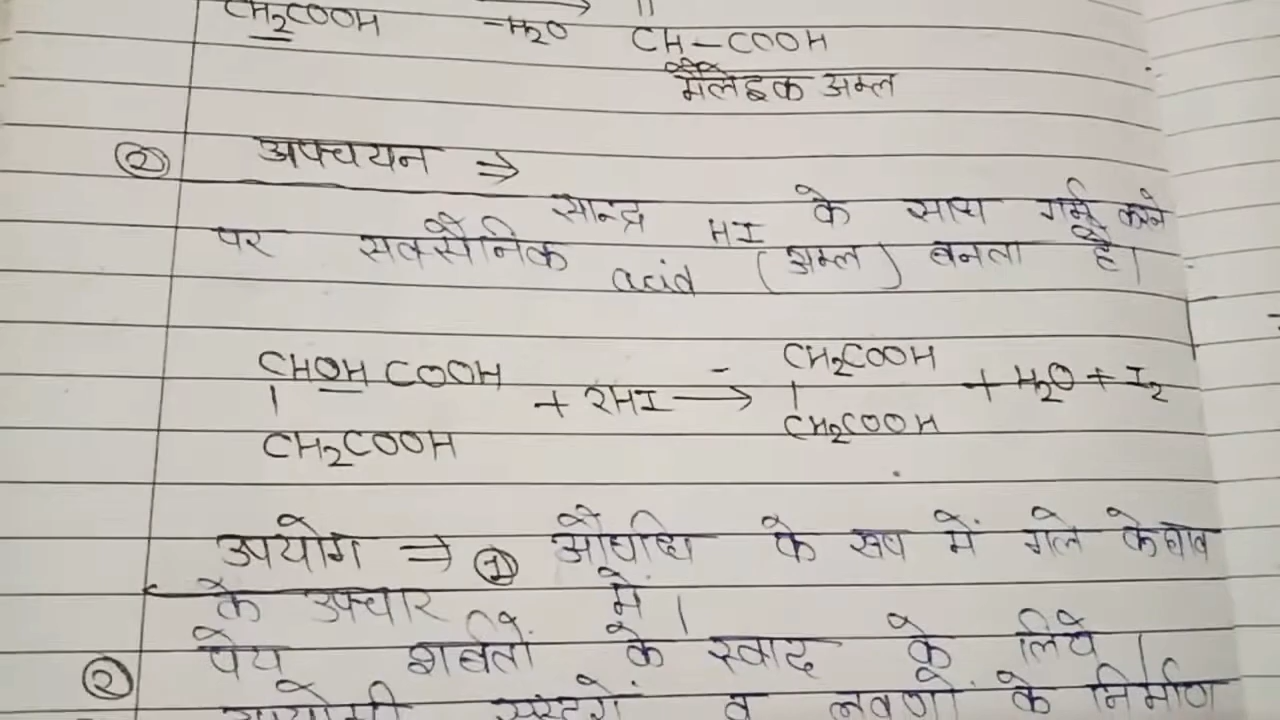 CH2COOH -H2O → ||
CH-COOH
मैलेइक अम्ल
② अपचयन ⇒
सान्द्र HI के साथ गर्म करने
पर सक्सैनिक acid (अम्ल) बनता है।
CHOH COOH CH2COOH
| + 2HI → | + H2O + I2
CH2COOH CH2COOH
उपयोग ⇒ ① औषधि के रूप में गले के घाव
के उपचार में।
② पेय शर्बतों के स्वाद के लिये।
व लवणों के निर्माण